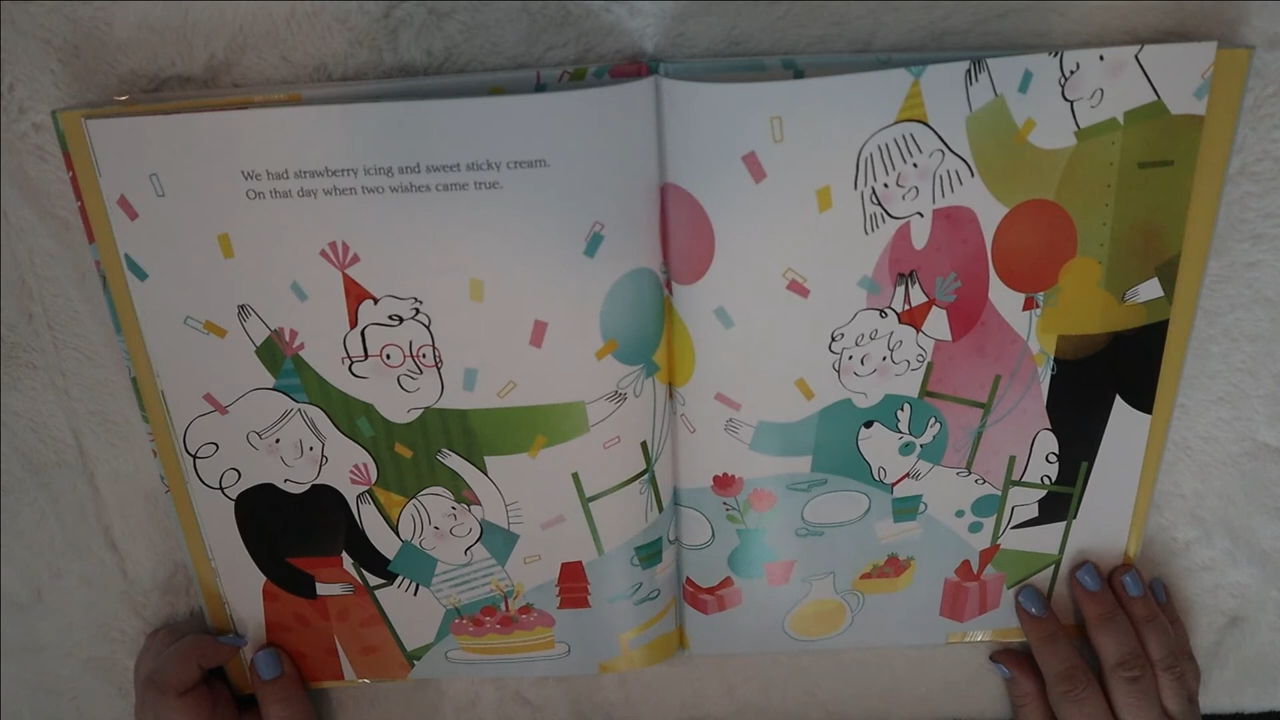 We had strawberry icing and sweet sticky cream.
On that day when two wishes came true.